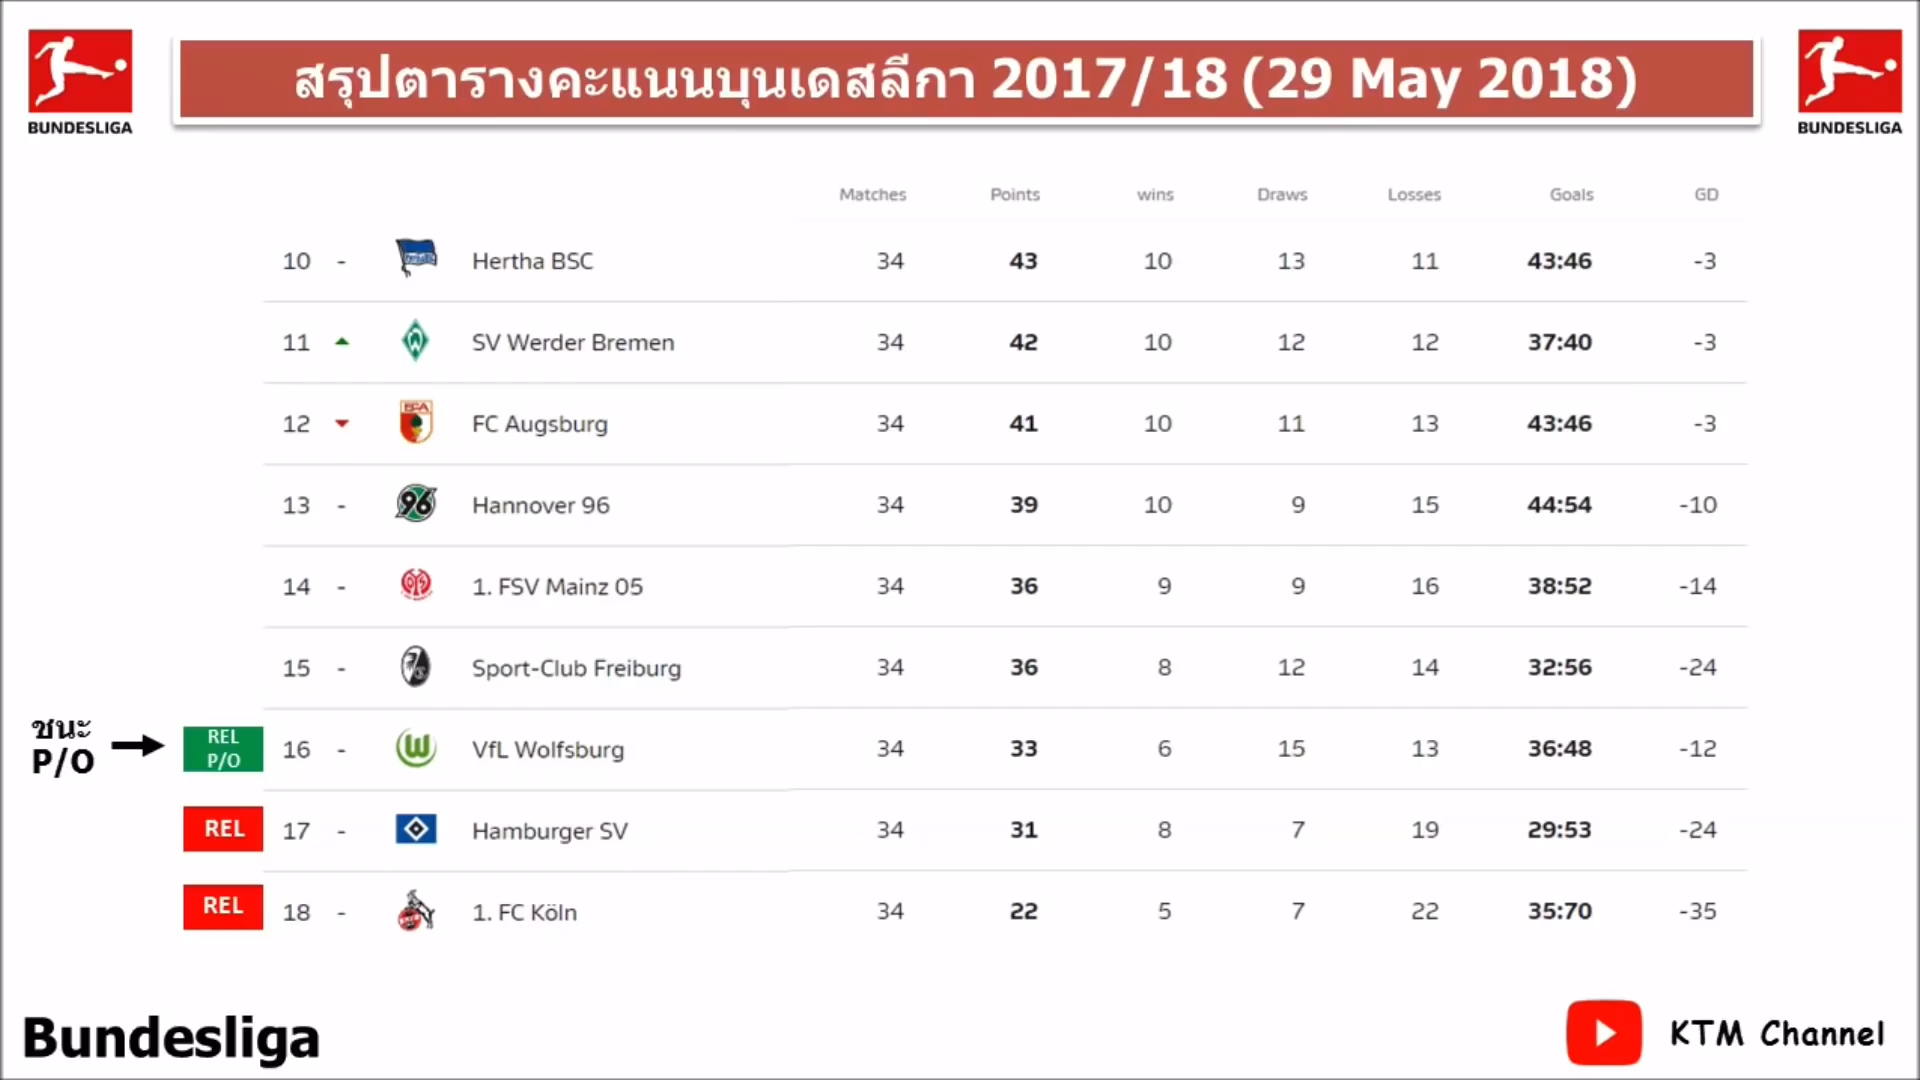 สรุปตารางคะแนนบุนเดสลีกา 2017/18 (29 May 2018)
BUNDESLIGA
BUNDESLIGA
Matches Points wins Draws Losses Goals GD
10 - Hertha BSC 34 43 10 13 11 43:46 -3
11 SV Werder Bremen 34 42 10 12 12 37:40 -3
12 FCA FC Augsburg 34 41 10 11 13 43:46 -3
13 - 96 Hannover 96 34 39 10 9 15 44:54 -10
14 - 1. FSV Mainz 05 34 36 9 9 16 38:52 -14
15 - Sport-Club Freiburg 34 36 8 12 14 32:56 -24
ชนะ
P/O
REL
P/O
16 - VfL Wolfsburg 34 33 6 15 13 36:48 -12
REL 17 - Hamburger SV 34 31 8 7 19 29:53 -24
REL 18 - 1. FC Köln 34 22 5 7 22 35:70 -35
Bundesliga
KTM Channel